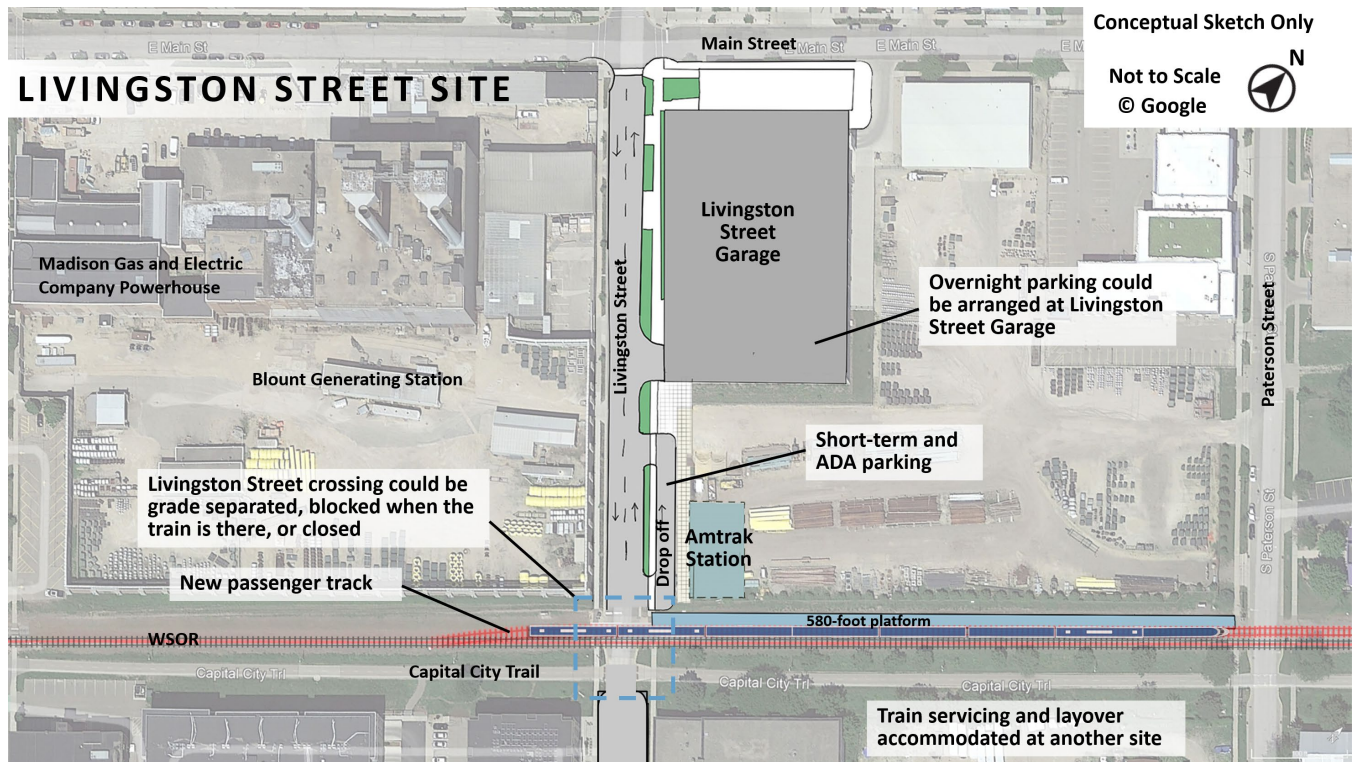 Conceptual Sketch Only
N
Not to Scale
© Google
E Main St
Main Street
E Main St
E Main St
E M
LIVINGSTON STREET SITE
Livingston
Street
Garage
Madison Gas and Electric
Company Powerhouse
Livingston Street
Overnight parking could
be arranged at Livingston
Street Garage
S Pa
Paterson Street
Blount Generating Station
Short-term and
ADA parking
Livingston Street crossing could be
grade separated, blocked when the
train is there, or closed
Drop off
Amtrak
Station
S Paterson St
New passenger track
580-foot platform
WSOR
Capital City Trl
Capital City Trail
Capital City Trl
Capital City Trl
Train servicing and layover
accommodated at another site